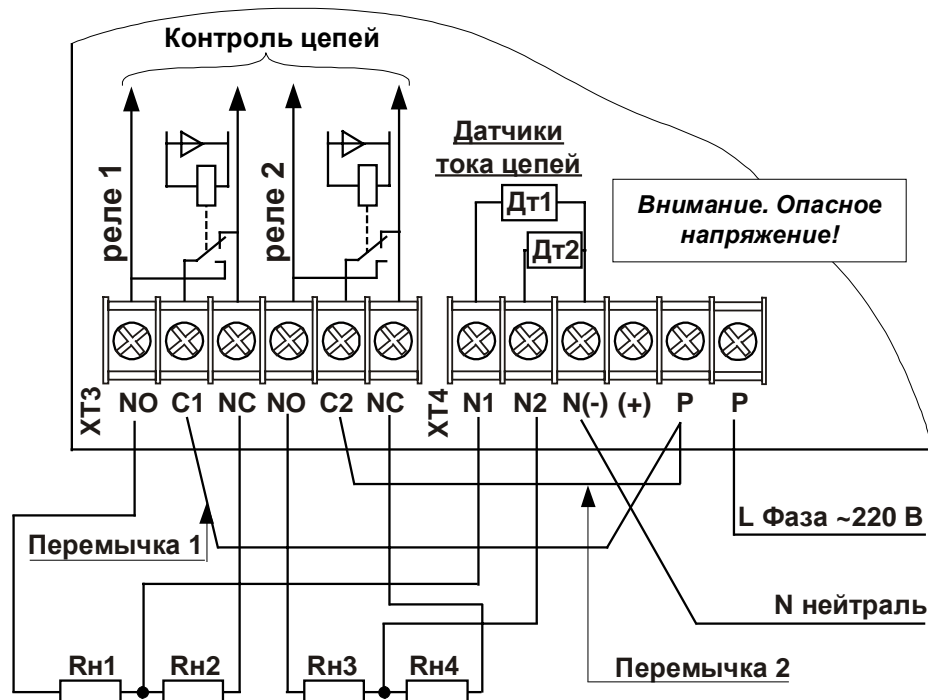 Контроль цепей
реле 1
реле 2
Датчики
тока цепей
Дт1
Дт2
Внимание. Опасное
напряжение!
XT3
NO C1 NC NO C2 NC
XT4
N1 N2 N(-) (+) P P
L Фаза ~220 В
Перемычка 1
N нейтраль
Rн1 Rн2 Rн3 Rн4
Перемычка 2